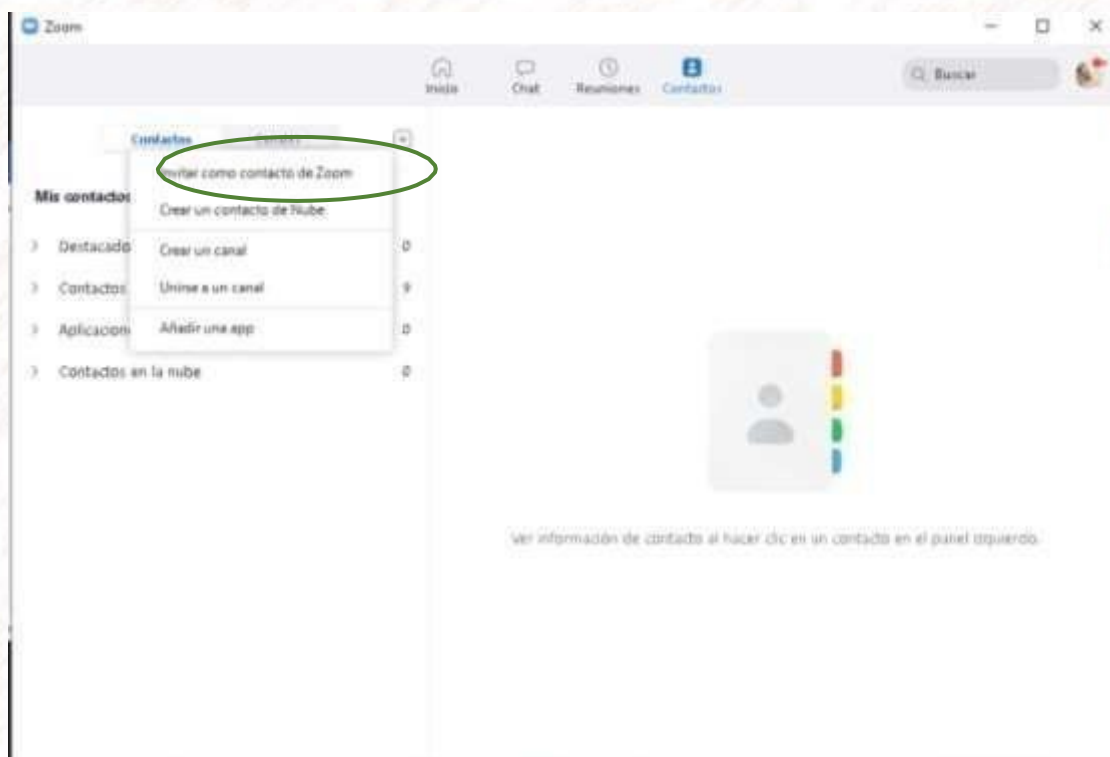 Zoom
Inicio Chat Reuniones Contactos Buscar
Contactos Canales
Invitar como contacto de Zoom
Mis contactos
Crear un contacto de Nube
Destacado 0
Crear un canal
Contactos 9
Unirse a un canal
Aplicacion 0
Añadir una app
Contactos en la nube 0
Ver información de contacto al hacer clic en un contacto en el panel izquierdo.